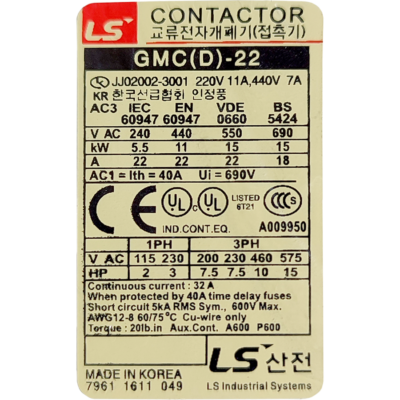 LS CONTACTOR
교류전자개폐기(접촉기)
GMC(D)-22
JJ02002-3001 220V 11A,440V 7A
KR 한국선급협회 인정품
AC3 IEC EN VDE BS
60947 60947 0660 5424
V AC 240 440 550 690
kW 5.5 11 15 15
A 22 22 22 18
AC1 = Ith = 40A Ui = 690V
CE UL UL LISTED 6T21 CCC
IND.CONT.EQ. A009950
1PH 3PH
V AC 115 230 200 230 460 575
HP 2 3 7.5 7.5 10 15
Continuous current : 32A
When protected by 40A time delay fuses
Short circuit 5kA RMS Sym., 600V Max.
AWG12-8 60/75°C Cu-wire only
Torque : 20lb.in Aux.Cont. A600 P600
LS 산전
MADE IN KOREA
7961 1611 049 LS Industrial Systems